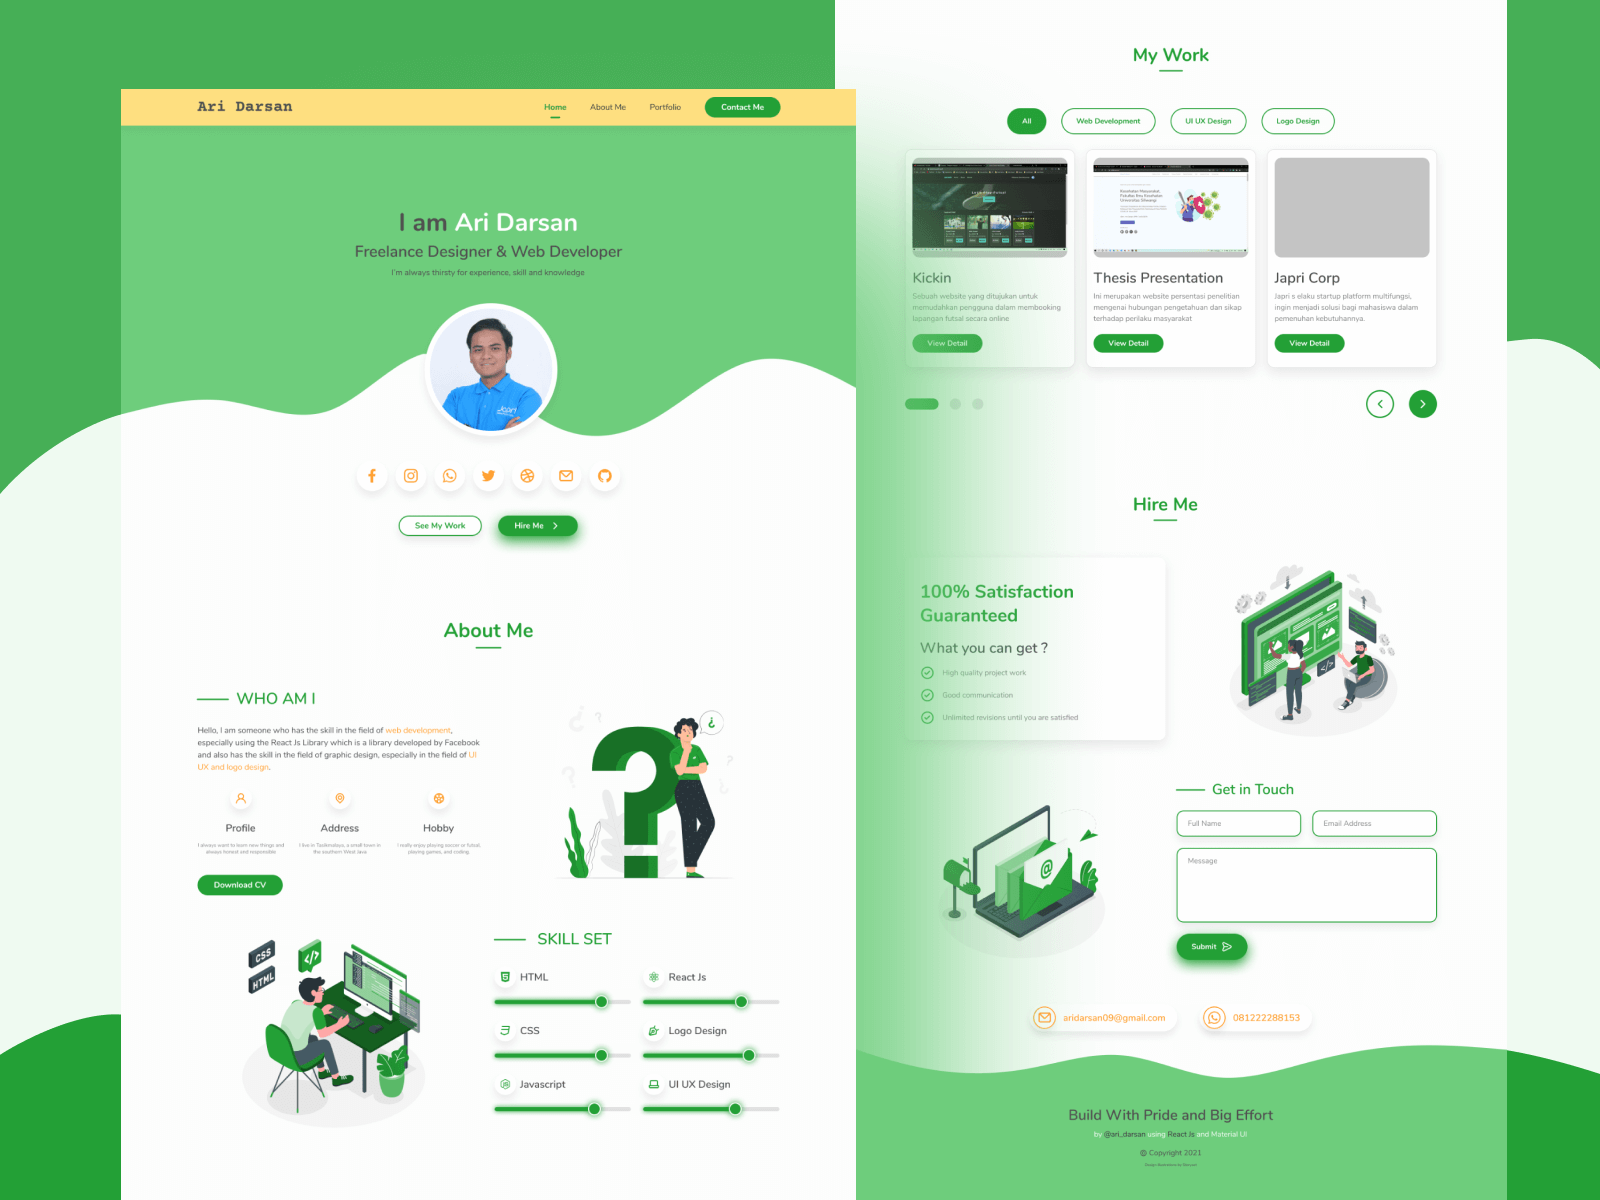 Ari Darsan
Home
About Me
Portfolio
Contact Me
I am Ari Darsan
Freelance Designer & Web Developer
I'm always thirsty for experience, skill and knowledge
Japri
See My Work
Hire Me
About Me
WHO AM I
Hello, I am someone who has the skill in the field of web development,
especially using the React Js Library which is a library developed by Facebook
and also has the skill in the field of graphic design, especially in the field of UI
UX and logo design.
Profile
Address
Hobby
I always want to learn new things and
always honest and responsible
I live in Tasikmalaya, a small town in
the southern West Java
I really enjoy playing soccer or futsal,
playing games, and coding
Download CV
?
¿
CSS
HTML
</>
SKILL SET
HTML
React Js
CSS
Logo Design
Javascript
UI UX Design
My Work
All
Web Development
UI UX Design
Logo Design
Kickin
Sebuah website yang ditujukan untuk
memudahkan pengguna dalam membooking
lapangan futsal secara online
View Detail
Thesis Presentation
Ini merupakan website persentasi penelitian
mengenai hubungan pengetahuan dan sikap
terhadap perilaku masyarakat
View Detail
Japri Corp
Japri s elaku startup platform multifungsi,
ingin menjadi solusi bagi mahasiswa dalam
pemenuhan kebutuhannya.
View Detail
Hire Me
100% Satisfaction
Guaranteed
What you can get ?
High quality project work
Good communication
Unlimited revisions until you are satisfied
</>
@
Get in Touch
Full Name
Email Address
Message
Submit
aridarsan09@gmail.com
081222288153
Build With Pride and Big Effort
by @ari_darsan using React Js and Material UI
© Copyright 2021